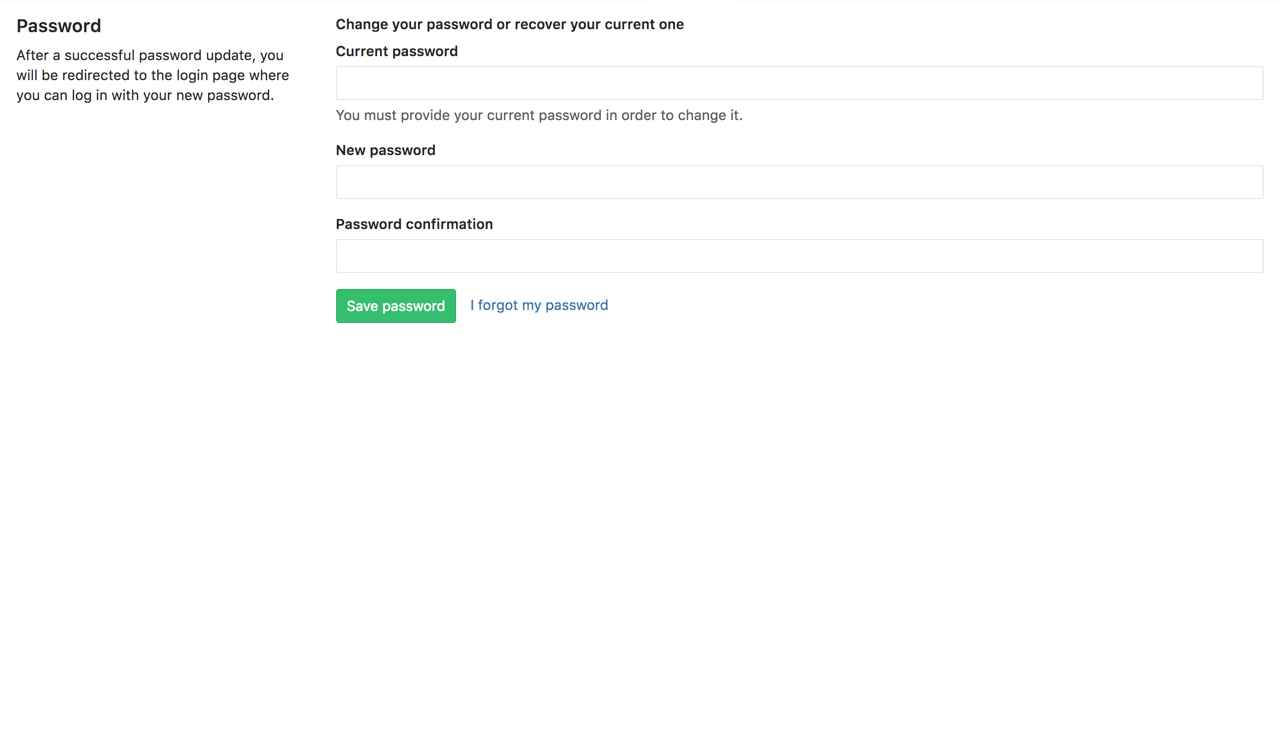 Password
After a successful password update, you
will be redirected to the login page where
you can log in with your new password.
Change your password or recover your current one
Current password
You must provide your current password in order to change it.
New password
Password confirmation
Save password
I forgot my password